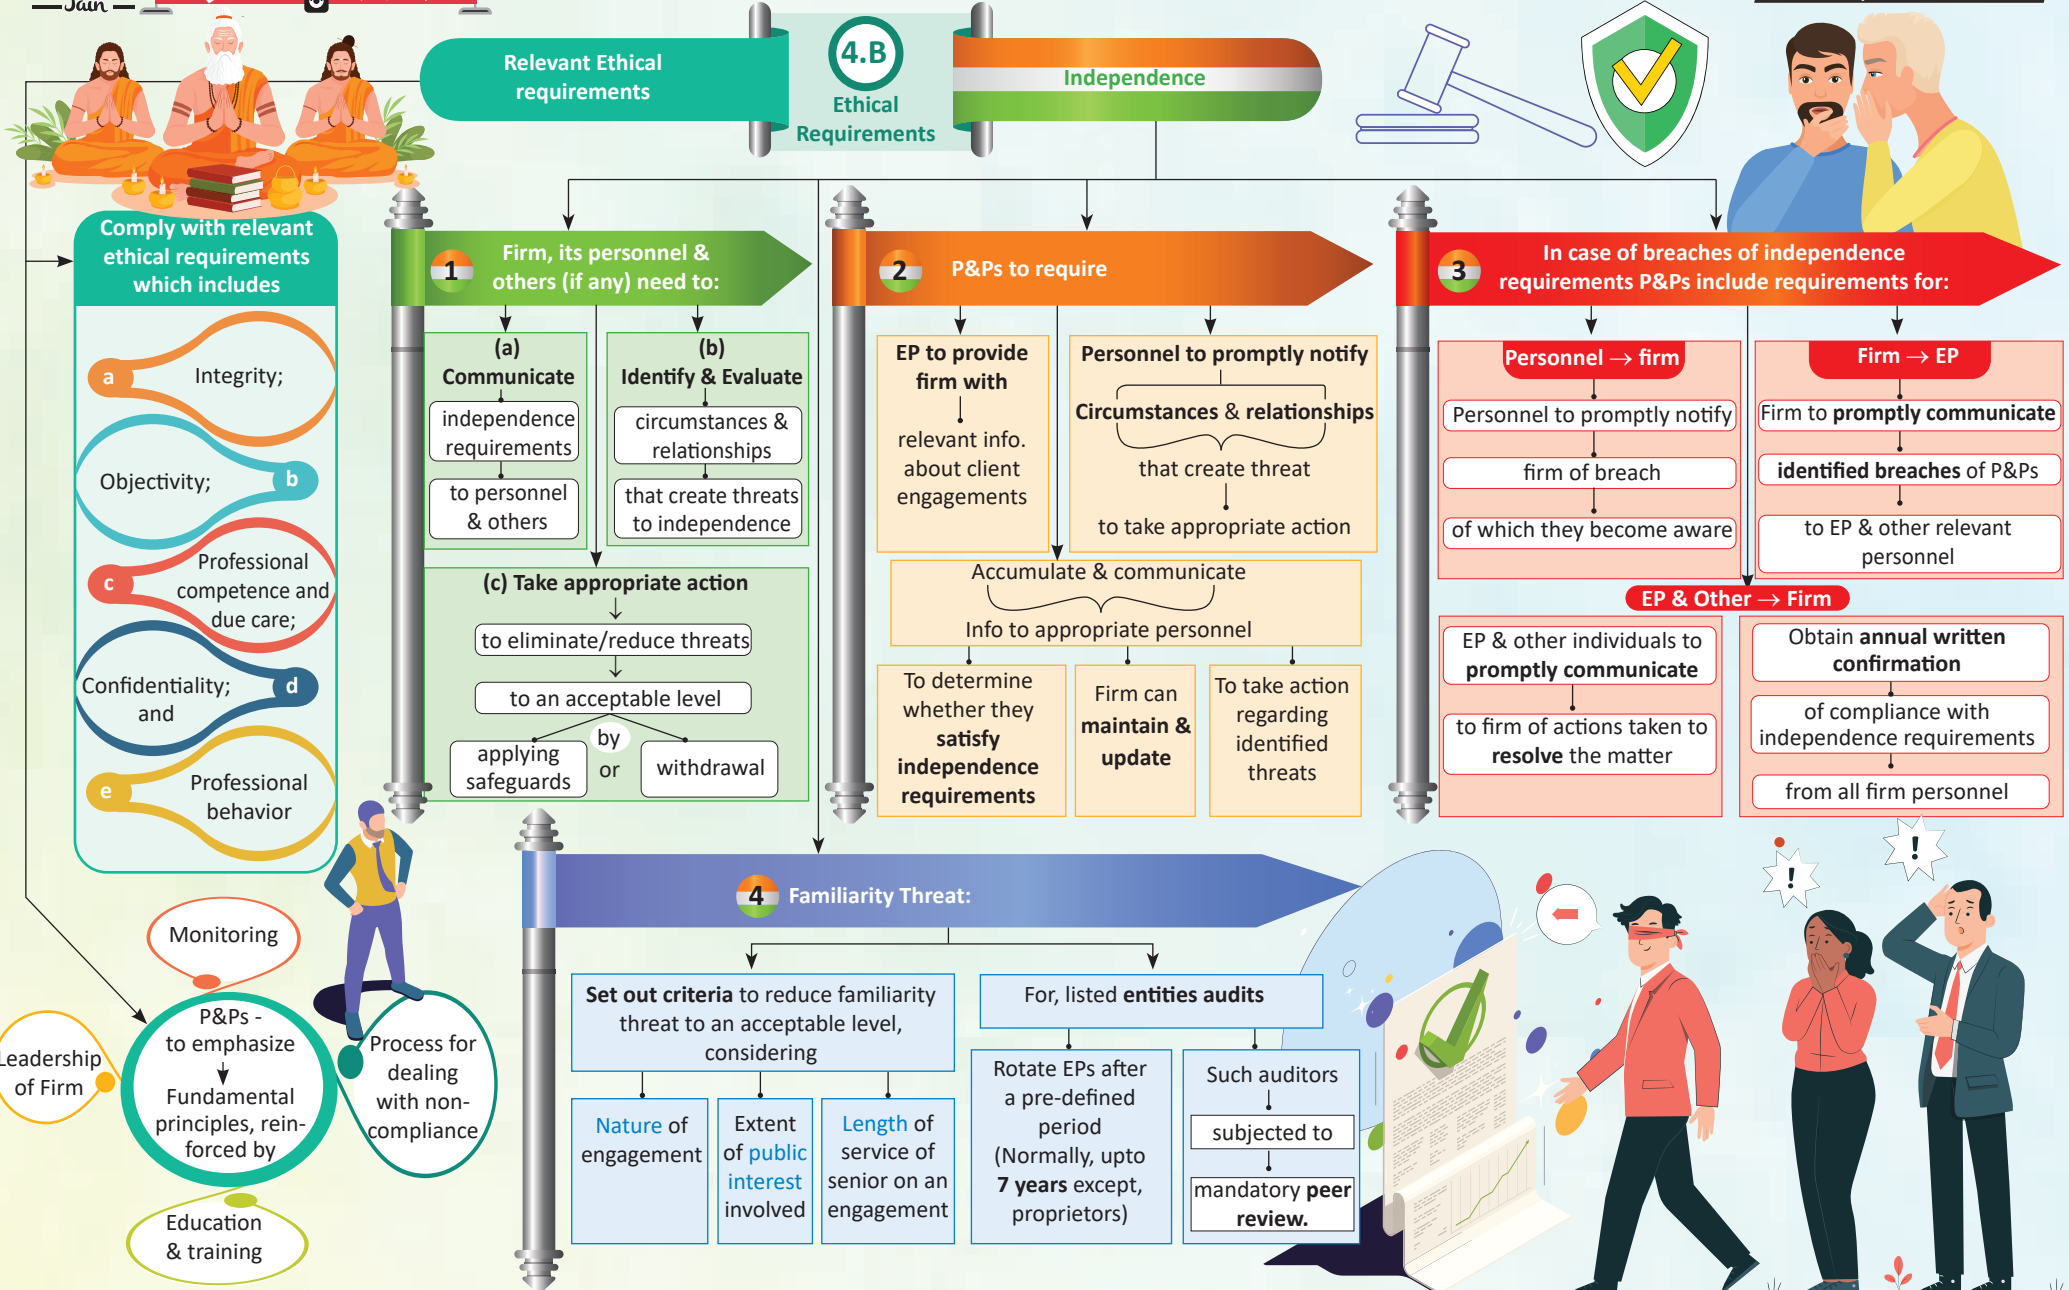 Jain
Relevant Ethical
requirements
4.B
Ethical
Requirements
Independence
Comply with relevant
ethical requirements
which includes
a
Integrity;
Objectivity;
b
c
Professional
competence and
due care;
Confidentiality;
and
d
e
Professional
behavior
Monitoring
Leadership
of Firm
P&Ps -
to emphasize
Fundamental
principles, rein-
forced by
Process for
dealing
with non-
compliance
Education
& training
1
Firm, its personnel &
others (if any) need to:
(a)
Communicate
independence
requirements
to personnel
& others
(b)
Identify & Evaluate
circumstances &
relationships
that create threats
to independence
(c) Take appropriate action
to eliminate/reduce threats
to an acceptable level
by
applying
safeguards
or
withdrawal
2
P&Ps to require
EP to provide
firm with
relevant info.
about client
engagements
Personnel to promptly notify
Circumstances & relationships
that create threat
to take appropriate action
Accumulate & communicate
Info to appropriate personnel
To determine
whether they
satisfy
independence
requirements
Firm can
maintain &
update
To take action
regarding
identified
threats
3
In case of breaches of independence
requirements P&Ps include requirements for:
Personnel → firm
Personnel to promptly notify
firm of breach
of which they become aware
Firm → EP
Firm to promptly communicate
identified breaches of P&Ps
to EP & other relevant
personnel
EP & Other → Firm
EP & other individuals to
promptly communicate
to firm of actions taken to
resolve the matter
Obtain annual written
confirmation
of compliance with
independence requirements
from all firm personnel
4
Familiarity Threat:
Set out criteria to reduce familiarity
threat to an acceptable level,
considering
Nature of
engagement
Extent
of public
interest
involved
Length of
service of
senior on an
engagement
For, listed entities audits
Rotate EPs after
a pre-defined
period
(Normally, upto
7 years except,
proprietors)
Such auditors
subjected to
mandatory peer
review.
!
!